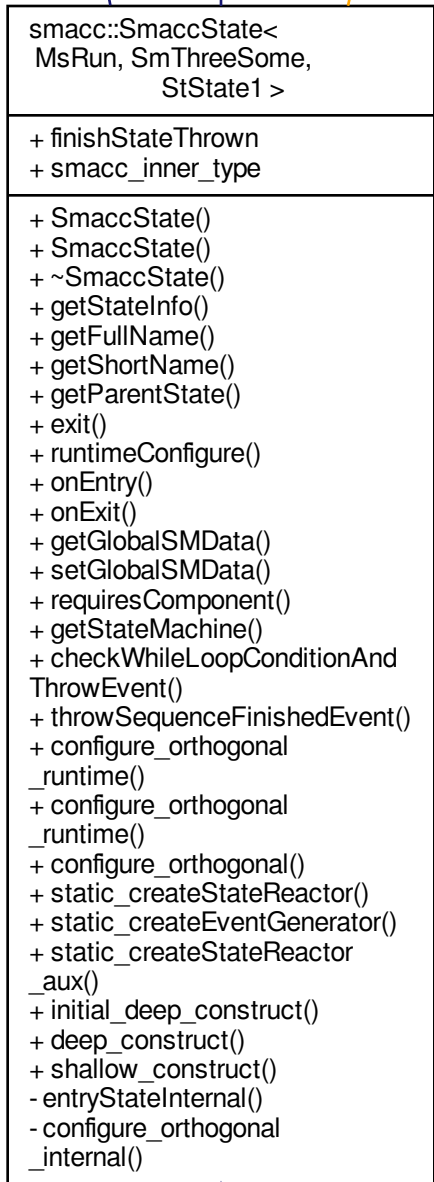 smacc::SmaccState<
MsRun, SmThreeSome,
StState1 >
+ finishStateThrown
+ smacc_inner_type
+ SmaccState()
+ SmaccState()
+ ~SmaccState()
+ getStateInfo()
+ getFullName()
+ getShortName()
+ getParentState()
+ exit()
+ runtimeConfigure()
+ onEntry()
+ onExit()
+ getGlobalSMData()
+ setGlobalSMData()
+ requiresComponent()
+ getStateMachine()
+ checkWhileLoopConditionAnd
ThrowEvent()
+ throwSequenceFinishedEvent()
+ configure_orthogonal
_runtime()
+ configure_orthogonal
_runtime()
+ configure_orthogonal()
+ static_createStateReactor()
+ static_createEventGenerator()
+ static_createStateReactor
_aux()
+ initial_deep_construct()
+ deep_construct()
+ shallow_construct()
- entryStateInternal()
- configure_orthogonal
_internal()